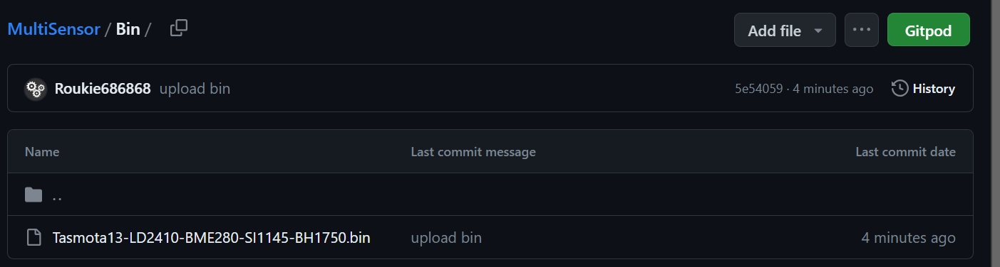 MultiSensor / Bin / Add file ··· Gitpod
Roukie686868 upload bin 5e54059 · 4 minutes ago History
Name Last commit message Last commit date
..
Tasmota13-LD2410-BME280-SI1145-BH1750.bin upload bin 4 minutes ago